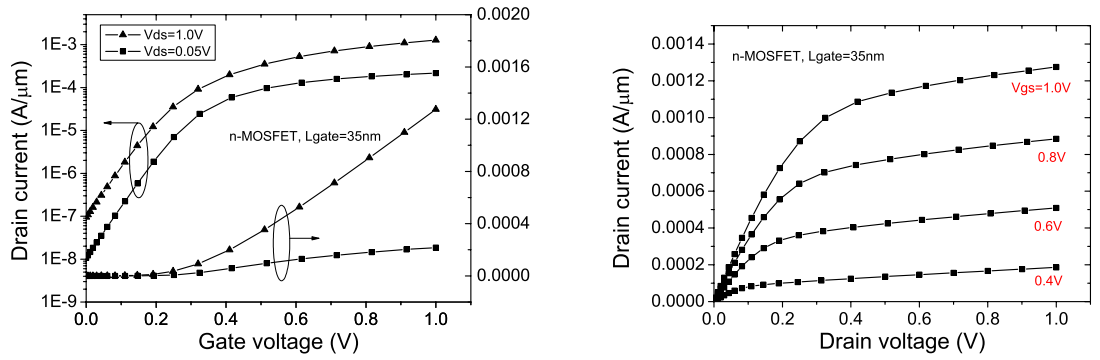 Vds=1.0V
Vds=0.05V
n-MOSFET, Lgate=35nm
Drain current (A/μm)
1E-3
1E-4
1E-5
1E-6
1E-7
1E-8
1E-9
0.0020
0.0016
0.0012
0.0008
0.0004
0.0000
0.0 0.2 0.4 0.6 0.8 1.0
Gate voltage (V)
n-MOSFET, Lgate=35nm
Vgs=1.0V
0.8V
0.6V
0.4V
Drain current (A/μm)
0.0014
0.0012
0.0010
0.0008
0.0006
0.0004
0.0002
0.0000
0.0 0.2 0.4 0.6 0.8 1.0
Drain voltage (V)